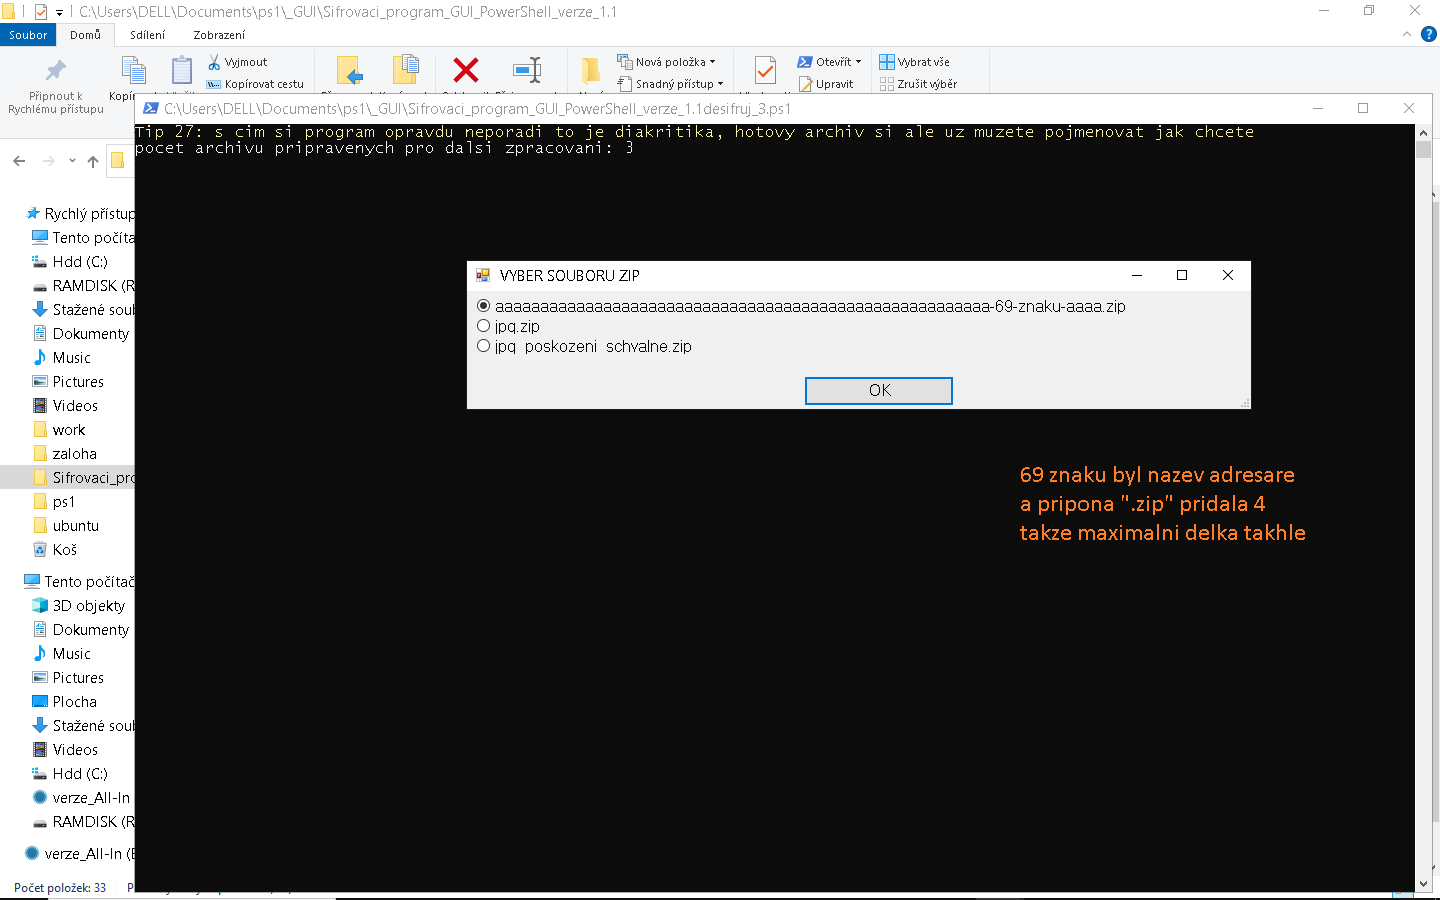 C:\Users\DELL\Documents\ps1\_GUI\Sifrovaci_program_GUI_PowerShell_verze_1.1
Soubor
Domů
Sdílení
Zobrazení
Připnout k
Rychlému přístupu
Vyjmout
Kopírovat cestu
Nová položka
Snadný přístup
Otevřít
Upravit
Vybrat vše
Zrušit výběr
C:\Users\DELL\Documents\ps1\_GUI\Sifrovaci_program_GUI_PowerShell_verze_1.1desifruj_3.ps1
Tip 27: s cim si program opravdu neporadi to je diakritika, hotovy archiv si ale uz muzete pojmenovat jak chcete
pocet archivu pripravenych pro dalsi zpracovani: 3
Rychlý přístup
Tento počíta
Hdd (C:)
RAMDISK (R
Stažené soub
Dokumenty
Music
Pictures
Videos
work
zaloha
Sifrovaci_pro
ps1
ubuntu
Koš
Tento počítač
3D objekty
Dokumenty
Music
Pictures
Plocha
Stažené soub
Videos
Hdd (C:)
verze_All-In
RAMDISK (R
verze_All-In (E
Počet položek: 33
VYBER SOUBORU ZIP
aaaaaaaaaaaaaaaaaaaaaaaaaaaaaaaaaaaaaaaaaaaaaaaaaaaaaaa-69-znaku-aaaa.zip
jpq.zip
jpq poskozeni schvalne.zip
OK
69 znaku byl nazev adresare
a pripona ".zip" pridala 4
takze maximalni delka takhle